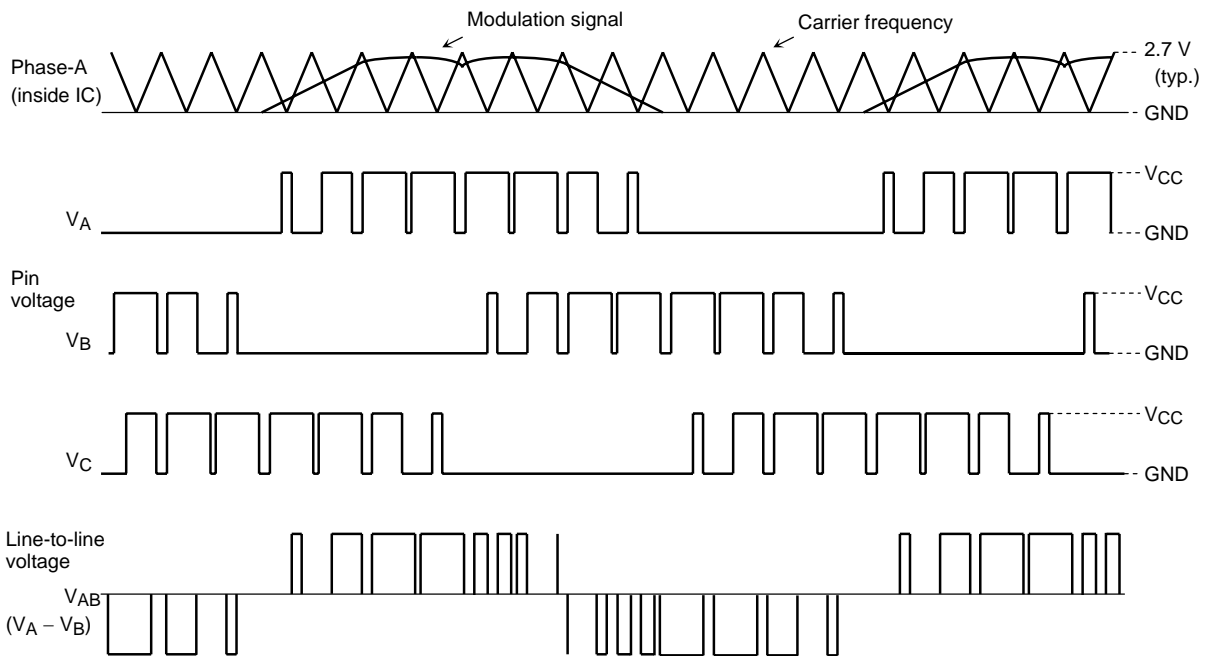 Modulation signal
Carrier frequency
Phase-A
(inside IC)
2.7 V
(typ.)
GND
VCC
VA
GND
Pin
voltage
VCC
VB
GND
VCC
VC
GND
Line-to-line
voltage
VAB
(VA − VB)